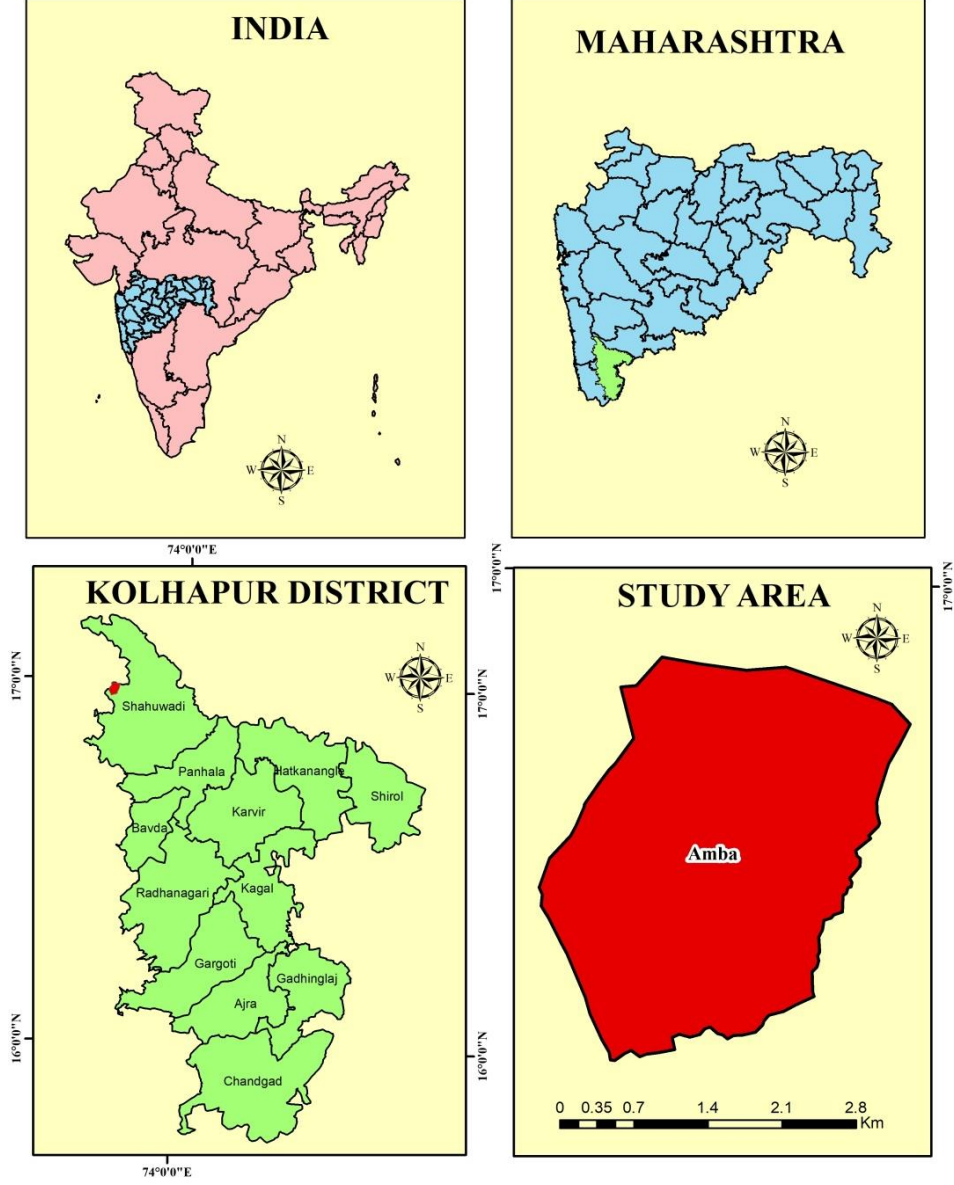 INDIA
N
W E
S
MAHARASHTRA
N
W E
S
74°0'0"E
KOLHAPUR DISTRICT
N
W E
S
17°0'0"N
17°0'0"N
16°0'0"N
16°0'0"N
Shahuwadi
Panhala
Hatkanangle
Shirol
Karvir
Bavda
Radhanagari
Kagal
Gargoti
Gadhinglaj
Ajra
Chandgad
74°0'0"E
17°0'0"N
17°0'0"N
STUDY AREA
N
W E
S
Amba
0 0.35 0.7 1.4 2.1 2.8
Km